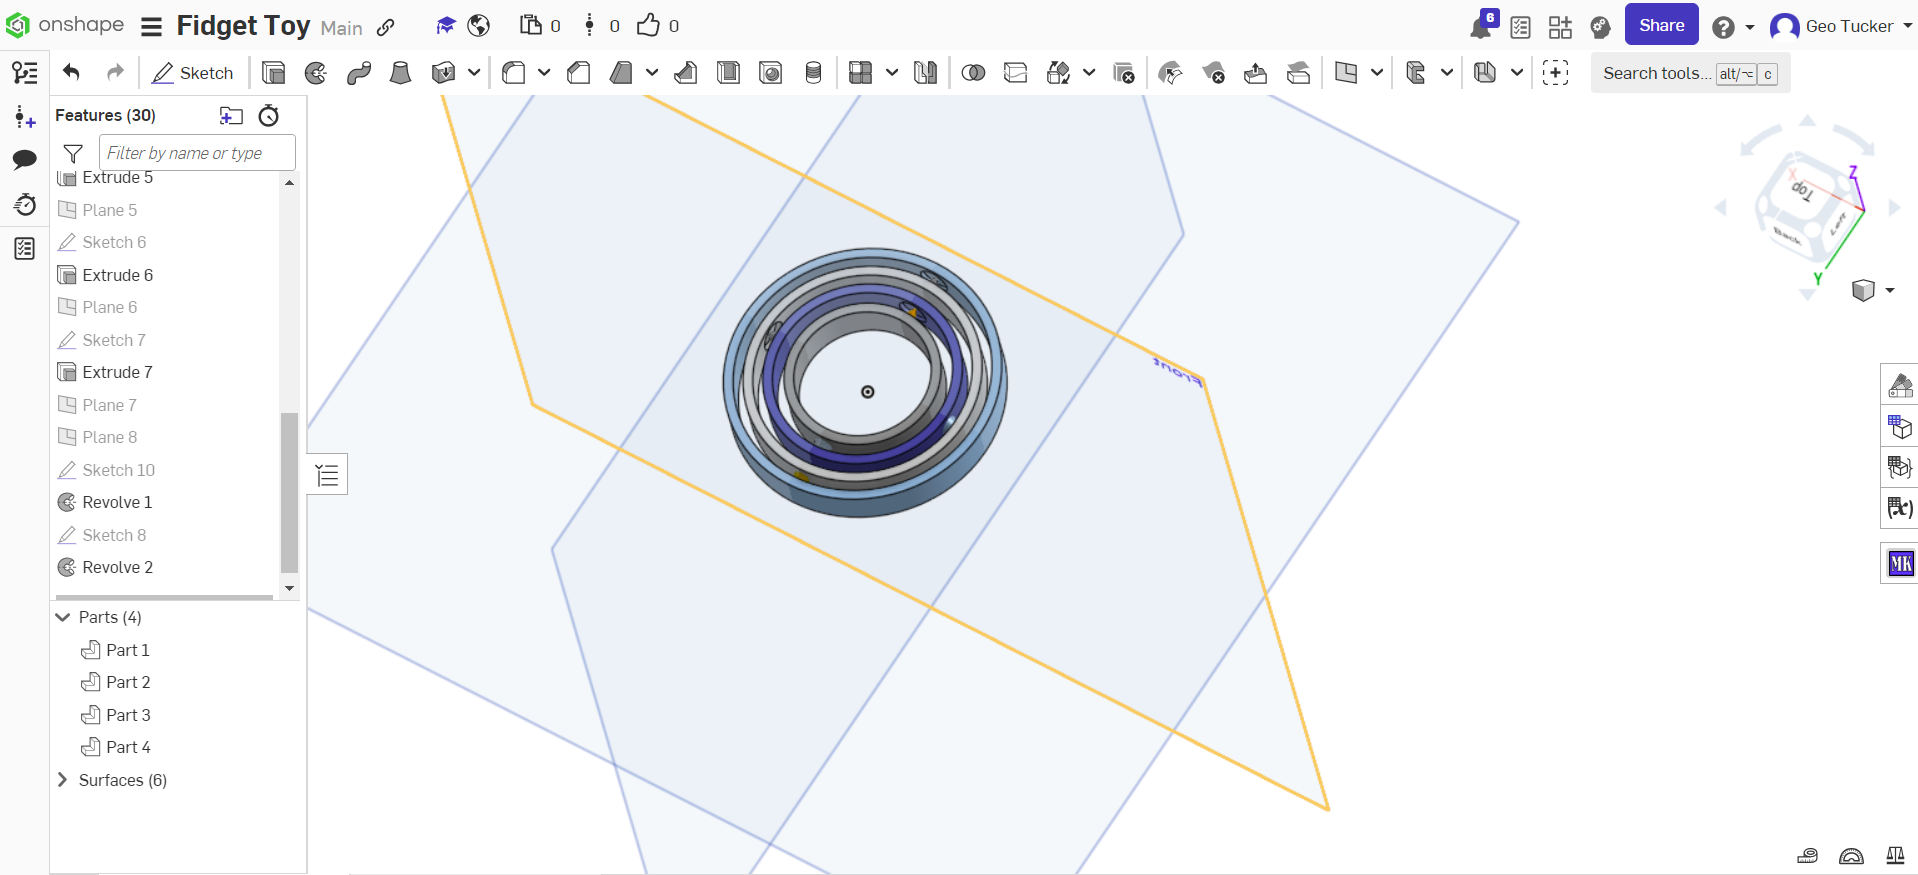 onshape
Fidget Toy Main
0 0 0
6
Share
Geo Tucker
Sketch
Search tools... alt/⌥ c
Features (30)
Filter by name or type
Extrude 5
Plane 5
Sketch 6
Extrude 6
Plane 6
Sketch 7
Extrude 7
Plane 7
Plane 8
Sketch 10
Revolve 1
Sketch 8
Revolve 2
Parts (4)
Part 1
Part 2
Part 3
Part 4
Surfaces (6)
Front
Z
X
Top
Left
Back
Y
(x)
MK